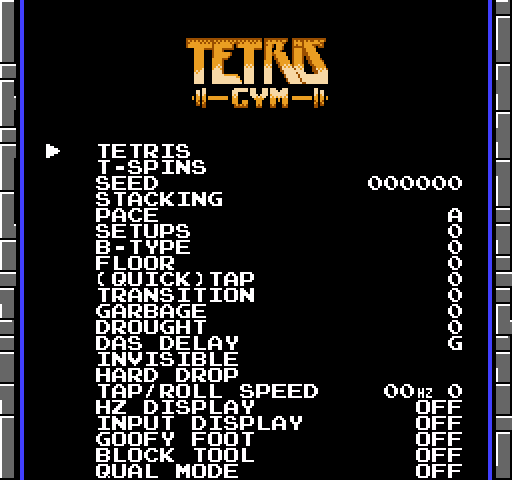 TETRIS
GYM
TETRIS
T-SPINS
SEED 000000
STACKING
PACE A
SETUPS 0
B-TYPE 0
FLOOR 0
(QUICK)TAP 0
TRANSITION 0
GARBAGE 0
DROUGHT 0
DAS DELAY G
INVISIBLE
HARD DROP
TAP/ROLL SPEED 00HZ 0
HZ DISPLAY OFF
INPUT DISPLAY OFF
GOOFY FOOT OFF
BLOCK TOOL OFF
QUAL MODE OFF